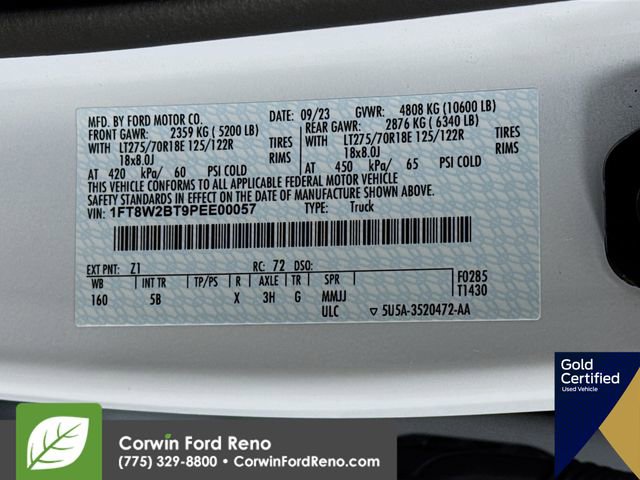 MFD. BY FORD MOTOR CO. DATE: 09/23 GVWR: 4808 KG (10600 LB)
FRONT GAWR: 2359 KG ( 5200 LB) REAR GAWR: 2876 KG ( 6340 LB)
WITH LT275/70R18E 125/122R TIRES WITH LT275/70R18E 125/122R TIRES
18x8.0J RIMS 18x8.0J RIMS
AT 420 kPa/ 60 PSI COLD AT 450 kPa/ 65 PSI COLD
THIS VEHICLE CONFORMS TO ALL APPLICABLE FEDERAL MOTOR VEHICLE
SAFETY STANDARDS IN EFFECT ON THE DATE OF MANUFACTURE SHOWN ABOVE.
VIN: 1FT8W2BT9PEE00057 TYPE: Truck
EXT PNT: Z1 RC: 72 DSO: F0285
WB INT TR TP/PS R AXLE TR SPR T1430
160 5B X 3H G MMJJ
ULC ▽ 5U5A-3520472-AA
Gold
Certified
Used Vehicle
Corwin Ford Reno
(775) 329-8800 • CorwinFordReno.com